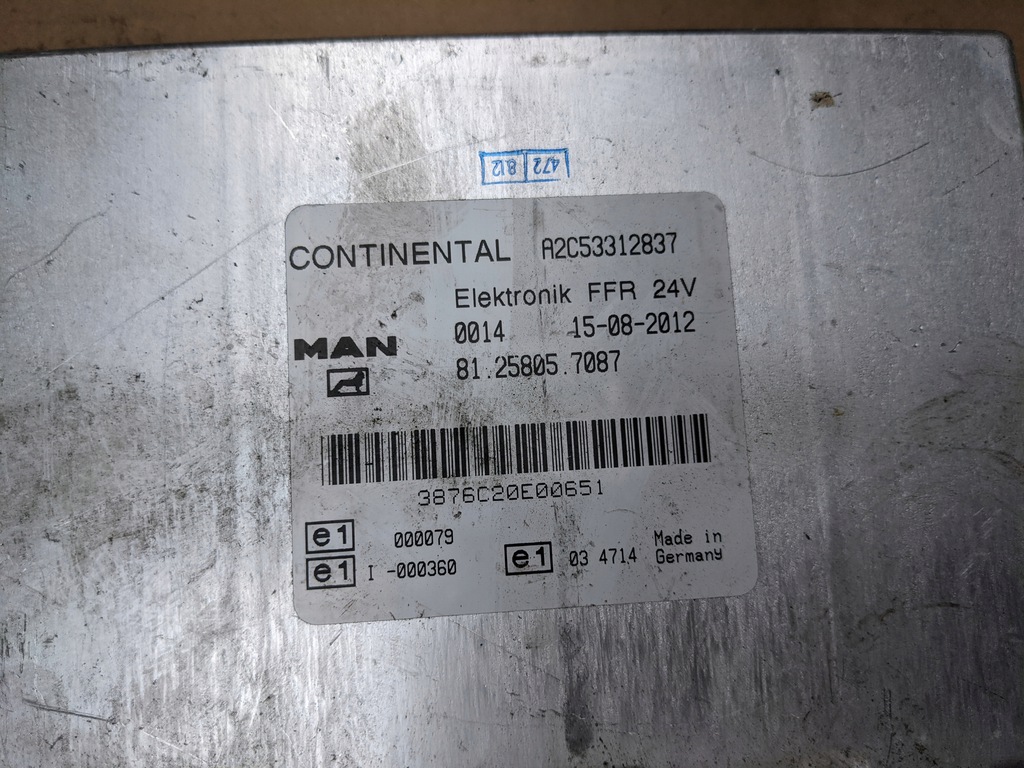 812 472
CONTINENTAL A2C53312837
Elektronik FFR 24V
0014 15-08-2012
MAN
81.25805.7087
3876C20E00651
e1 000079
e1 I -000360
e1 03 4714
Made in
Germany